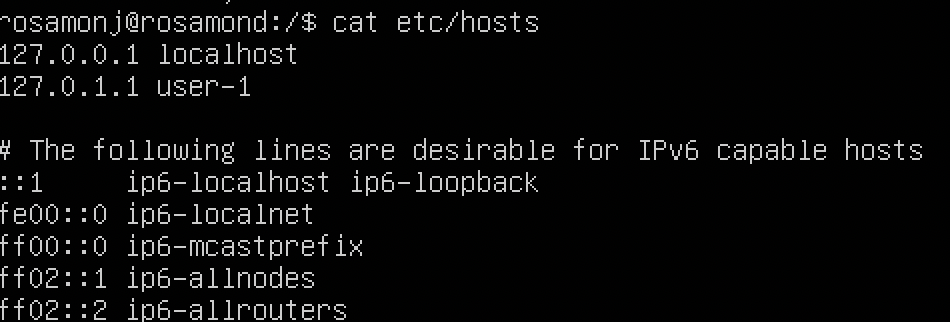 rosamonj@rosamond:/$ cat etc/hosts
127.0.0.1 localhost
127.0.1.1 user-1
# The following lines are desirable for IPv6 capable hosts
::1     ip6-localhost ip6-loopback
fe00::0 ip6-localnet
ff00::0 ip6-mcastprefix
ff02::1 ip6-allnodes
ff02::2 ip6-allrouters